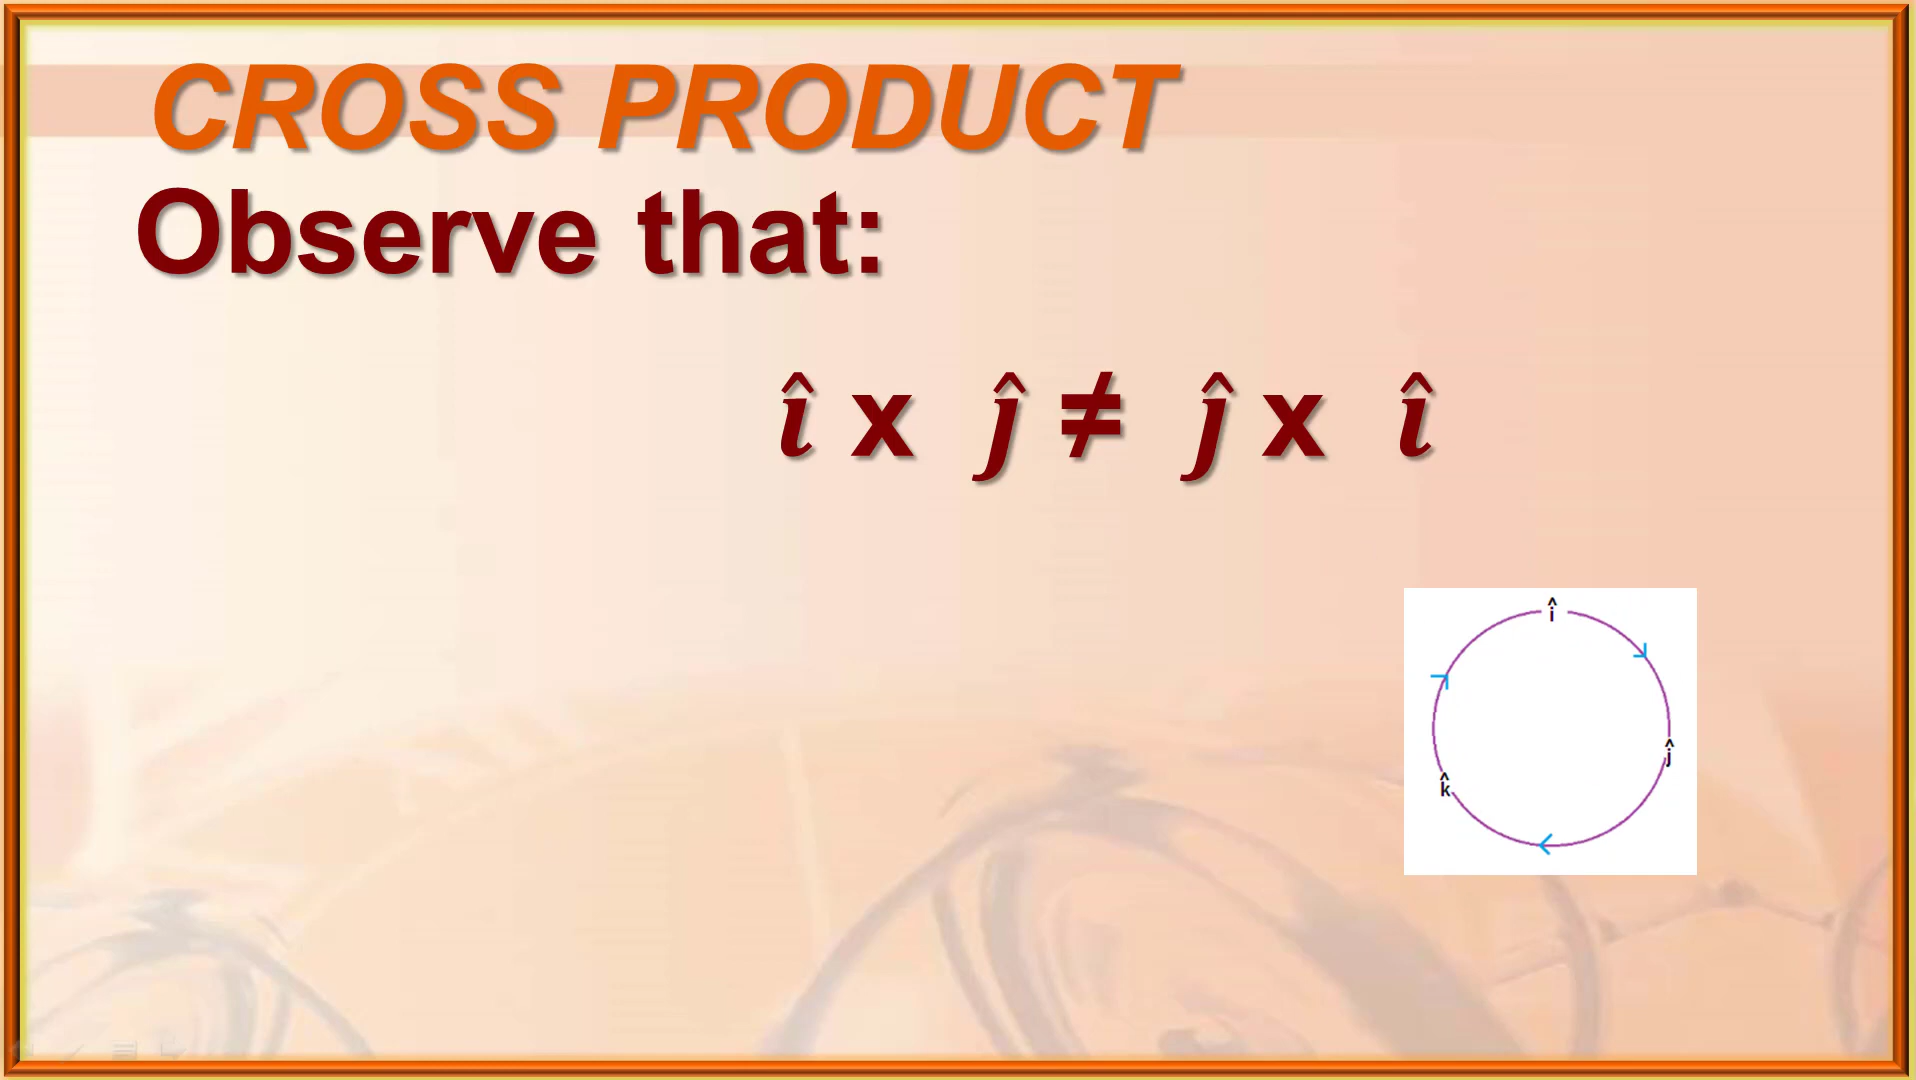 CROSS PRODUCT
Observe that:
î x ĵ ≠ ĵ x î
î
ĵ
k̂